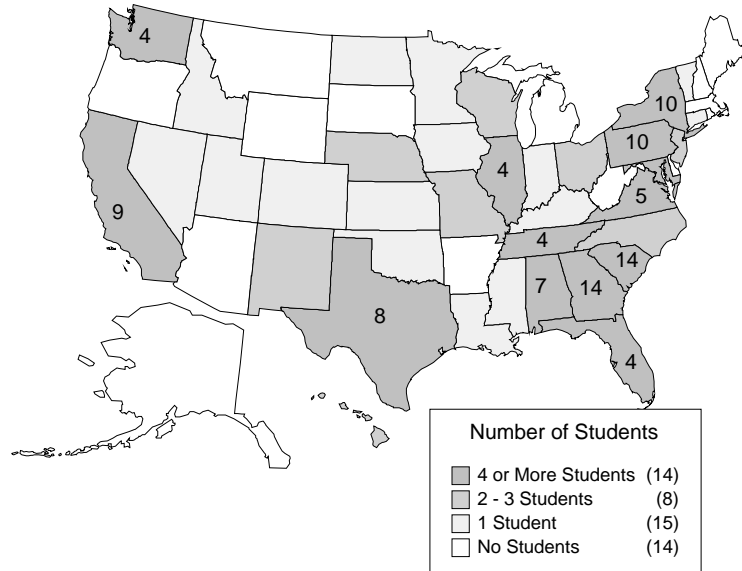 4
10
10
9
4
5
4
14
7
14
8
4
Number of Students
4 or More Students (14)
2 - 3 Students (8)
1 Student (15)
No Students (14)